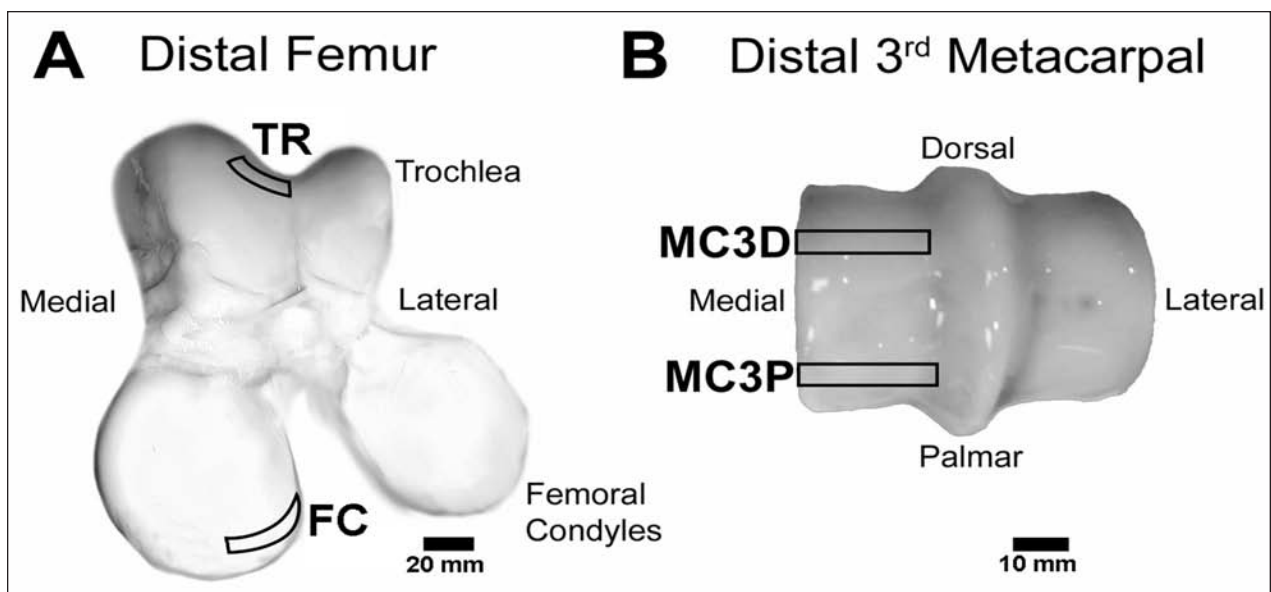 A Distal Femur
TR
Trochlea
Medial
Lateral
FC
Femoral
Condyles
20 mm
B Distal 3rd Metacarpal
Dorsal
MC3D
Medial
Lateral
MC3P
Palmar
10 mm